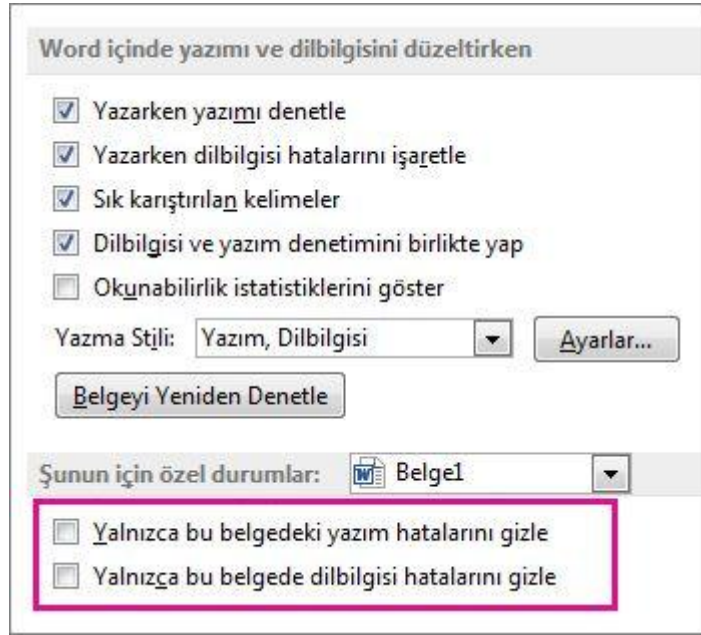 Word içinde yazımı ve dilbilgisini düzeltirken
Yazarken yazımı denetle
Yazarken dilbilgisi hatalarını işaretle
Sık karıştırılan kelimeler
Dilbilgisi ve yazım denetimini birlikte yap
Okunabilirlik istatistiklerini göster
Yazma Stili: Yazım, Dilbilgisi Ayarlar...
Belgeyi Yeniden Denetle
Şunun için özel durumlar: Belge1
Yalnızca bu belgedeki yazım hatalarını gizle
Yalnızca bu belgede dilbilgisi hatalarını gizle